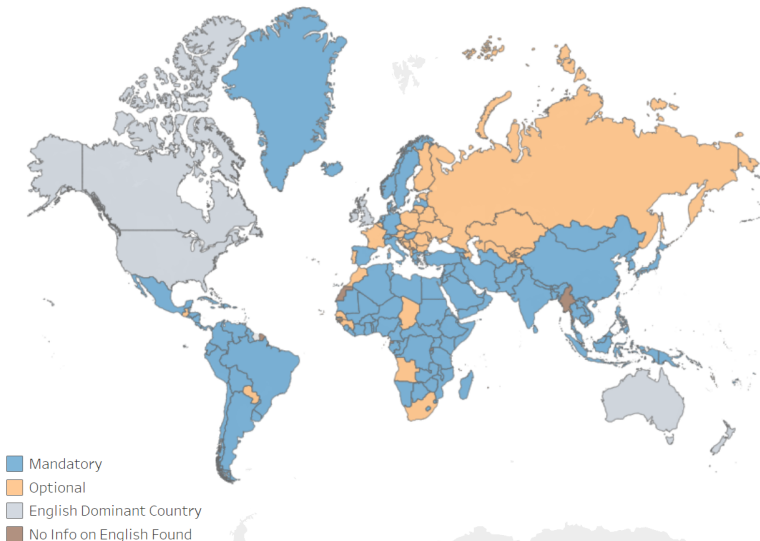 Mandatory
Optional
English Dominant Country
No Info on English Found